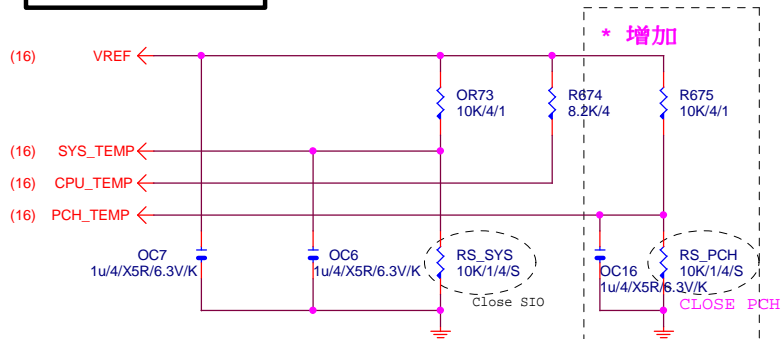 * 增加
(16) VREF
OR73
10K/4/1
R674
8.2K/4
R675
10K/4/1
(16) SYS_TEMP
(16) CPU_TEMP
(16) PCH_TEMP
OC7
1u/4/X5R/6.3V/K
OC6
1u/4/X5R/6.3V/K
RS_SYS
10K/1/4/S
Close SIO
OC16
1u/4/X5R/6.3V/K
RS_PCH
10K/1/4/S
CLOSE PCH